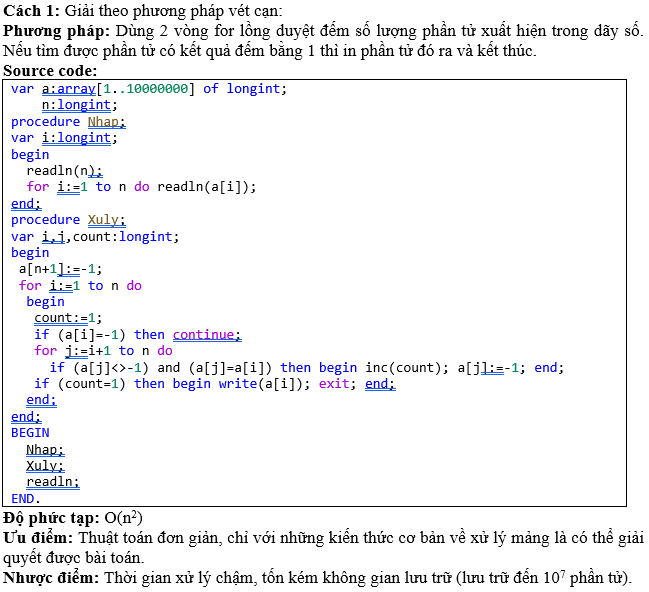 Cách 1: Giải theo phương pháp vét cạn:
Phương pháp: Dùng 2 vòng for lồng duyệt đếm số lượng phần tử xuất hiện trong dãy số.
Nếu tìm được phần tử có kết quả đếm bằng 1 thì in phần tử đó ra và kết thúc.
Source code:
var a:array[1..10000000] of longint;
n:longint;
procedure Nhap;
var i:longint;
begin
readln(n);
for i:=1 to n do readln(a[i]);
end;
procedure Xuly;
var i,j,count:longint;
begin
a[n+1]:=-1;
for i:=1 to n do
begin
count:=1;
if (a[i]=-1) then continue;
for j:=i+1 to n do
if (a[j]<>-1) and (a[j]=a[i]) then begin inc(count); a[j]:=-1; end;
if (count=1) then begin write(a[i]); exit; end;
end;
end;
BEGIN
Nhap;
Xuly;
readln;
END.
Độ phức tạp: O(n²)
Ưu điểm: Thuật toán đơn giản, chỉ với những kiến thức cơ bản về xử lý mảng là có thể giải
quyết được bài toán.
Nhược điểm: Thời gian xử lý chậm, tốn kém không gian lưu trữ (lưu trữ đến 10⁷ phần tử).